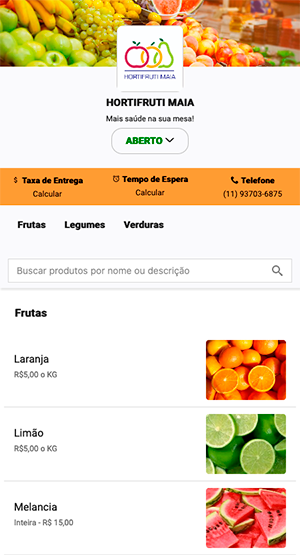 HORTIFRUTI MAIA
HORTIFRUTI MAIA
Mais saúde na sua mesa!
ABERTO
$ Taxa de Entrega
Calcular
Tempo de Espera
Calcular
Telefone
(11) 93703-6875
Frutas Legumes Verduras
Buscar produtos por nome ou descrição
Frutas
Laranja
R$5,00 o KG
Limão
R$5,00 o KG
Melancia
Inteira - R$ 15,00